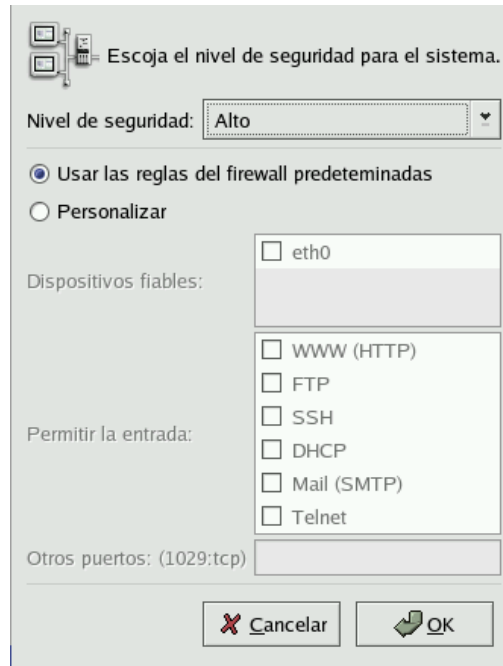 Escoja el nivel de seguridad para el sistema.
Nivel de seguridad: Alto
Usar las reglas del firewall predeteminadas
Personalizar
Dispositivos fiables:
eth0
Permitir la entrada:
WWW (HTTP)
FTP
SSH
DHCP
Mail (SMTP)
Telnet
Otros puertos: (1029:tcp)
Cancelar
OK